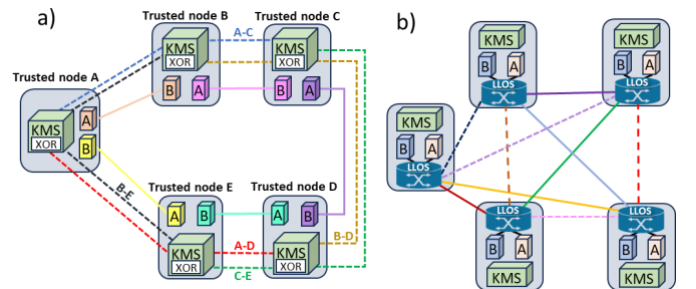 a)
Trusted node B
Trusted node C
KMS
XOR
A-C
KMS
XOR
B
A
B
A
Trusted node A
KMS
XOR
A
B
B-E
Trusted node E
Trusted node D
A
B
A
B
KMS
XOR
A-D
C-E
KMS
XOR
B-D
b)
KMS
B
A
LLOS
KMS
B
A
LLOS
KMS
B
A
LLOS
LLOS
B
A
KMS
LLOS
B
A
KMS